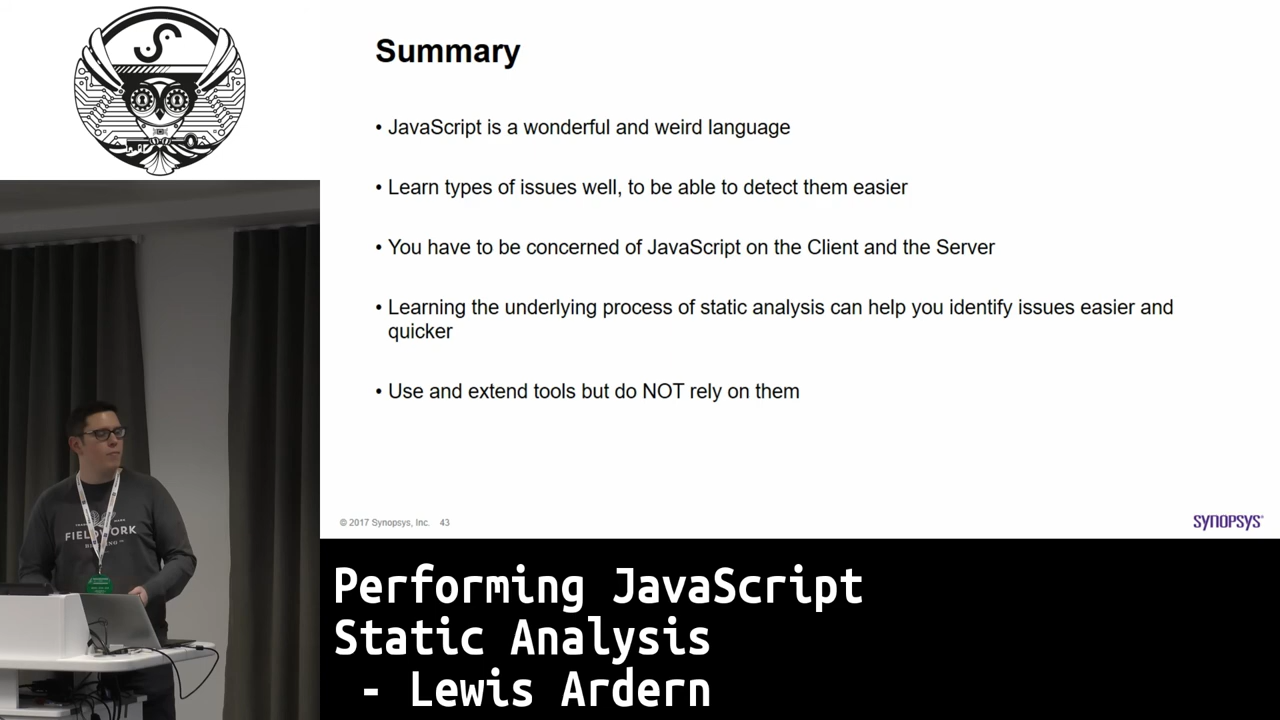 Summary
• JavaScript is a wonderful and weird language
• Learn types of issues well, to be able to detect them easier
• You have to be concerned of JavaScript on the Client and the Server
• Learning the underlying process of static analysis can help you identify issues easier and
quicker
• Use and extend tools but do NOT rely on them
© 2017 Synopsys, Inc. 43
SYNOPSYS®
FIELDWORK
Performing JavaScript
Static Analysis
- Lewis Ardern